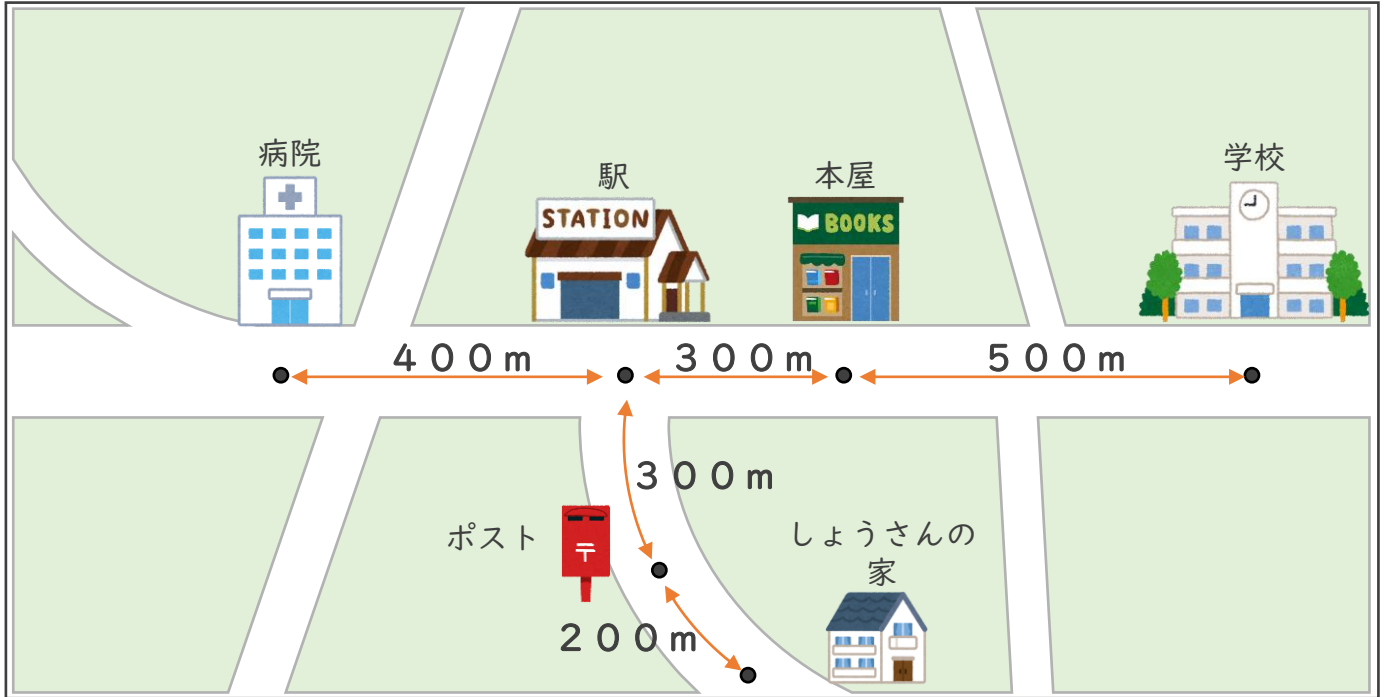 病院
駅
本屋
学校
STATION
BOOKS
４００ｍ
３００ｍ
５００ｍ
３００ｍ
ポスト
〒
しょうさんの
家
２００ｍ